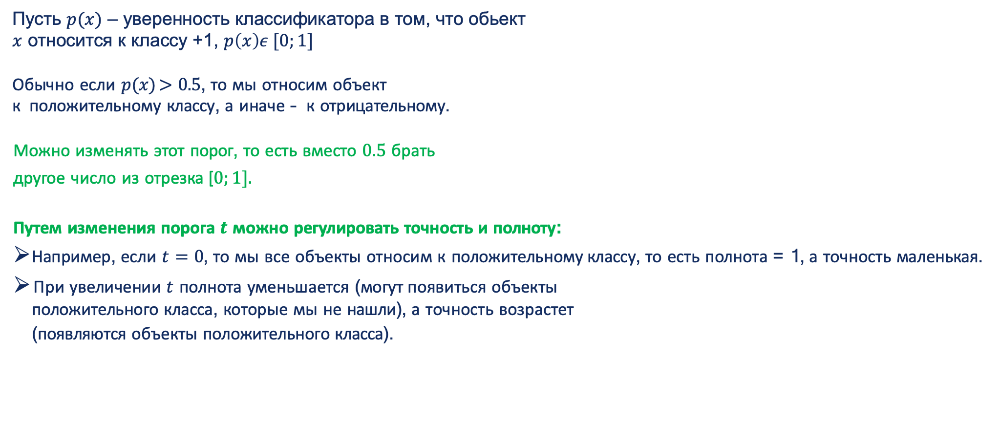 Пусть p(x) – уверенность классификатора в том, что обьект
x относится к классу +1, p(x)ϵ [0; 1]
Обычно если p(x) > 0.5, то мы относим объект
к положительному классу, а иначе - к отрицательному.
Можно изменять этот порог, то есть вместо 0.5 брать
другое число из отрезка [0; 1].
Путем изменения порога t можно регулировать точность и полноту:
➢Например, если t = 0, то мы все объекты относим к положительному классу, то есть полнота = 1, а точность маленькая.
➢При увеличении t полнота уменьшается (могут появиться объекты
положительного класса, которые мы не нашли), а точность возрастет
(появляются объекты положительного класса).